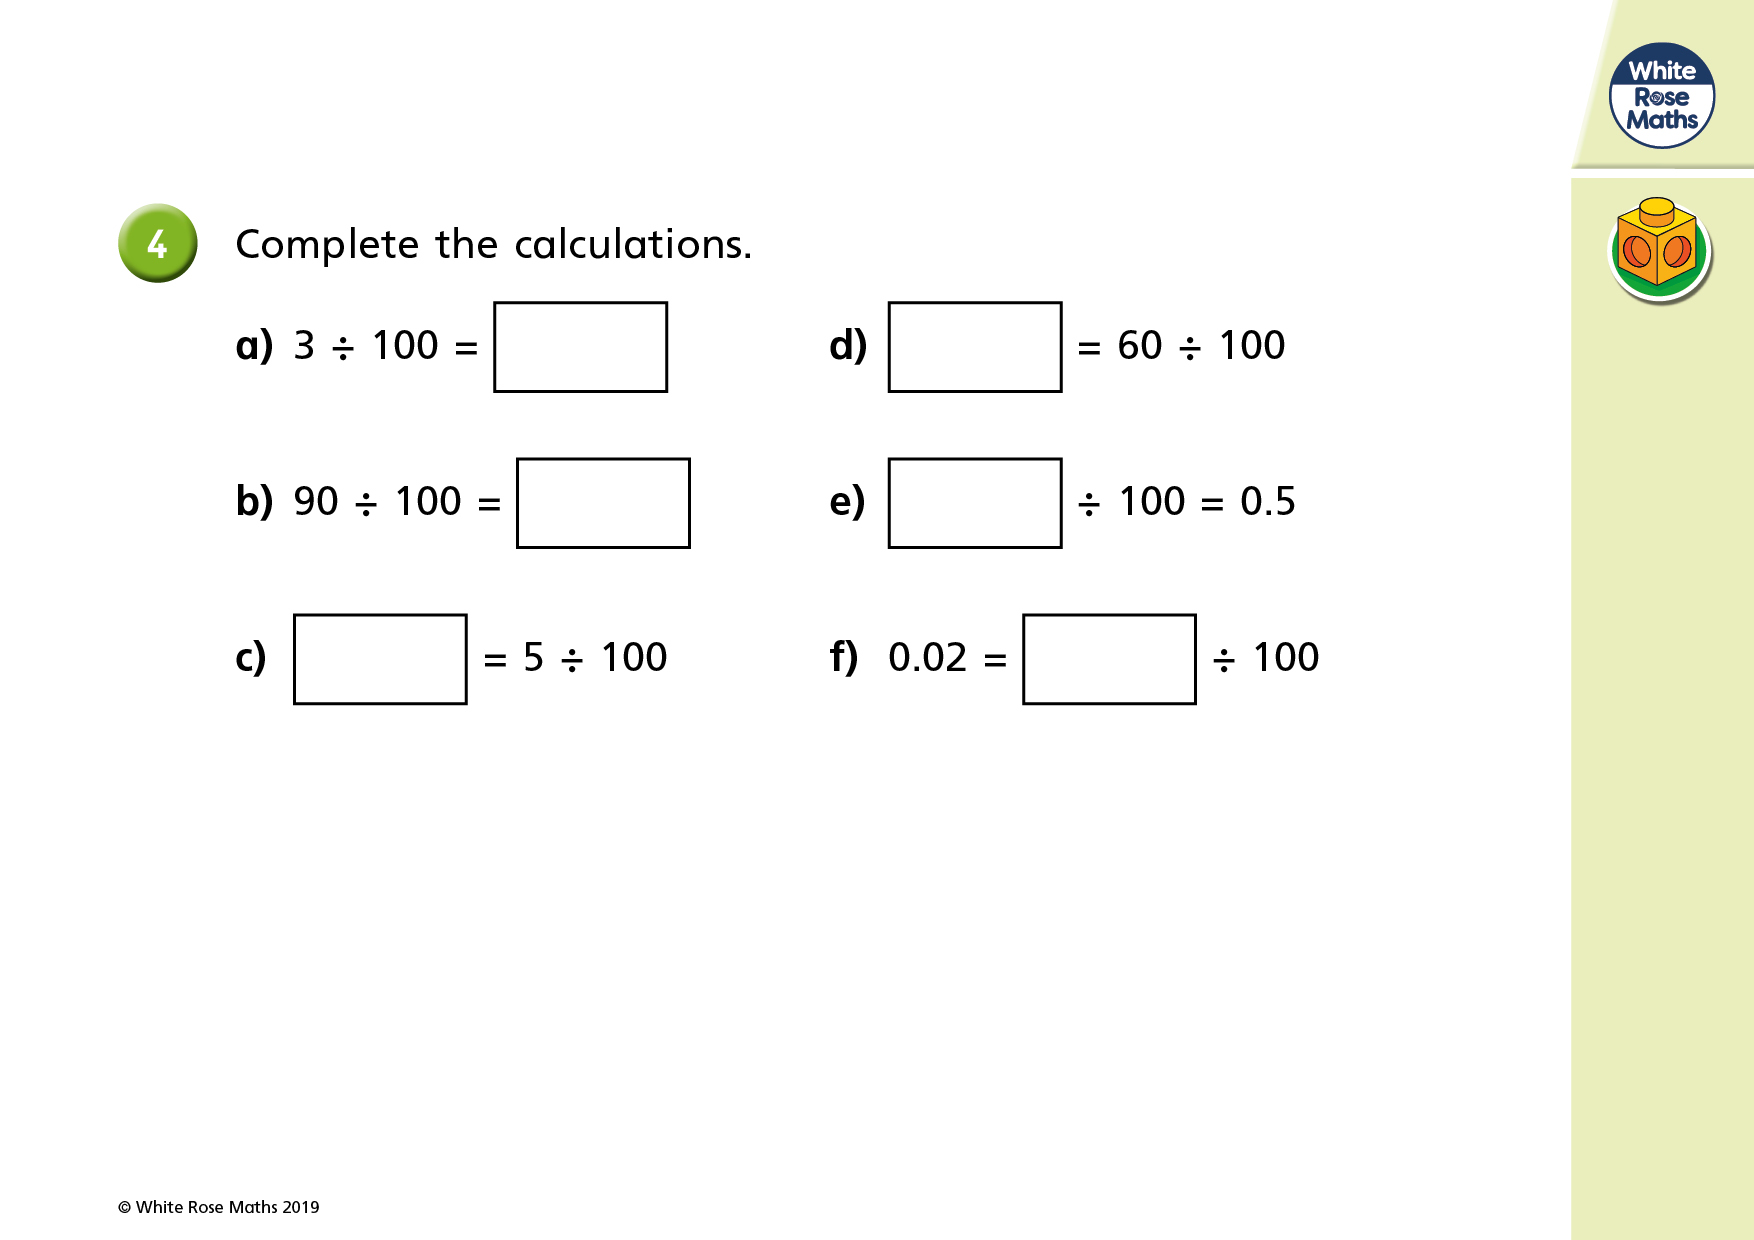 White
Rose
Maths
4 Complete the calculations.
a) 3 ÷ 100 =
d) = 60 ÷ 100
b) 90 ÷ 100 =
e) ÷ 100 = 0.5
c) = 5 ÷ 100
f) 0.02 = ÷ 100
© White Rose Maths 2019